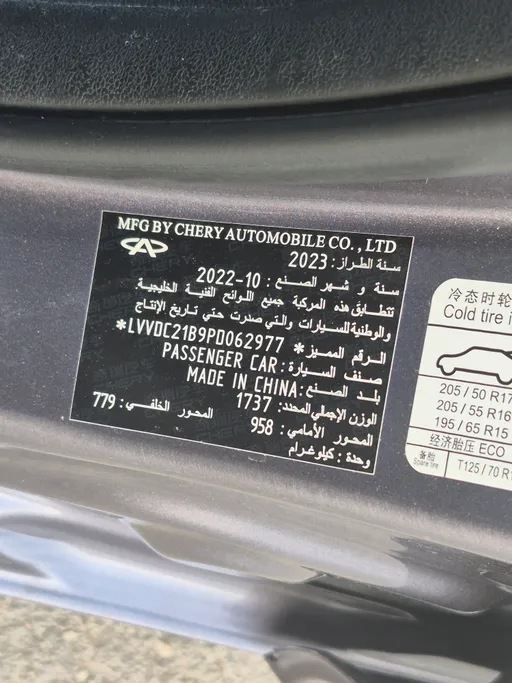 MFG BY CHERY AUTOMOBILE CO., LTD
سنة الطراز: 2023
سنة و شهر الصنع: 2022-10
تتطابق هذه المركبة جميع اللوائح الفنية الخليجية
والوطنية للسيارات والتي صدرت حتي تاريخ الإنتاج
الرقم المميز: *LVVDC21B9PD062977*
صنف السيارة: PASSENGER CAR
بلد الصنع: MADE IN CHINA
الوزن الإجمالي المحدد: 1737
المحور الأمامي: 958 المحور الخلفي: 779
وحدة: كيلوغرام
冷态时轮
Cold tire i
205 / 50 R17
205 / 55 R16
195 / 65 R15
经济胎压 ECO
备胎
Spare tire
T125 / 70 R1